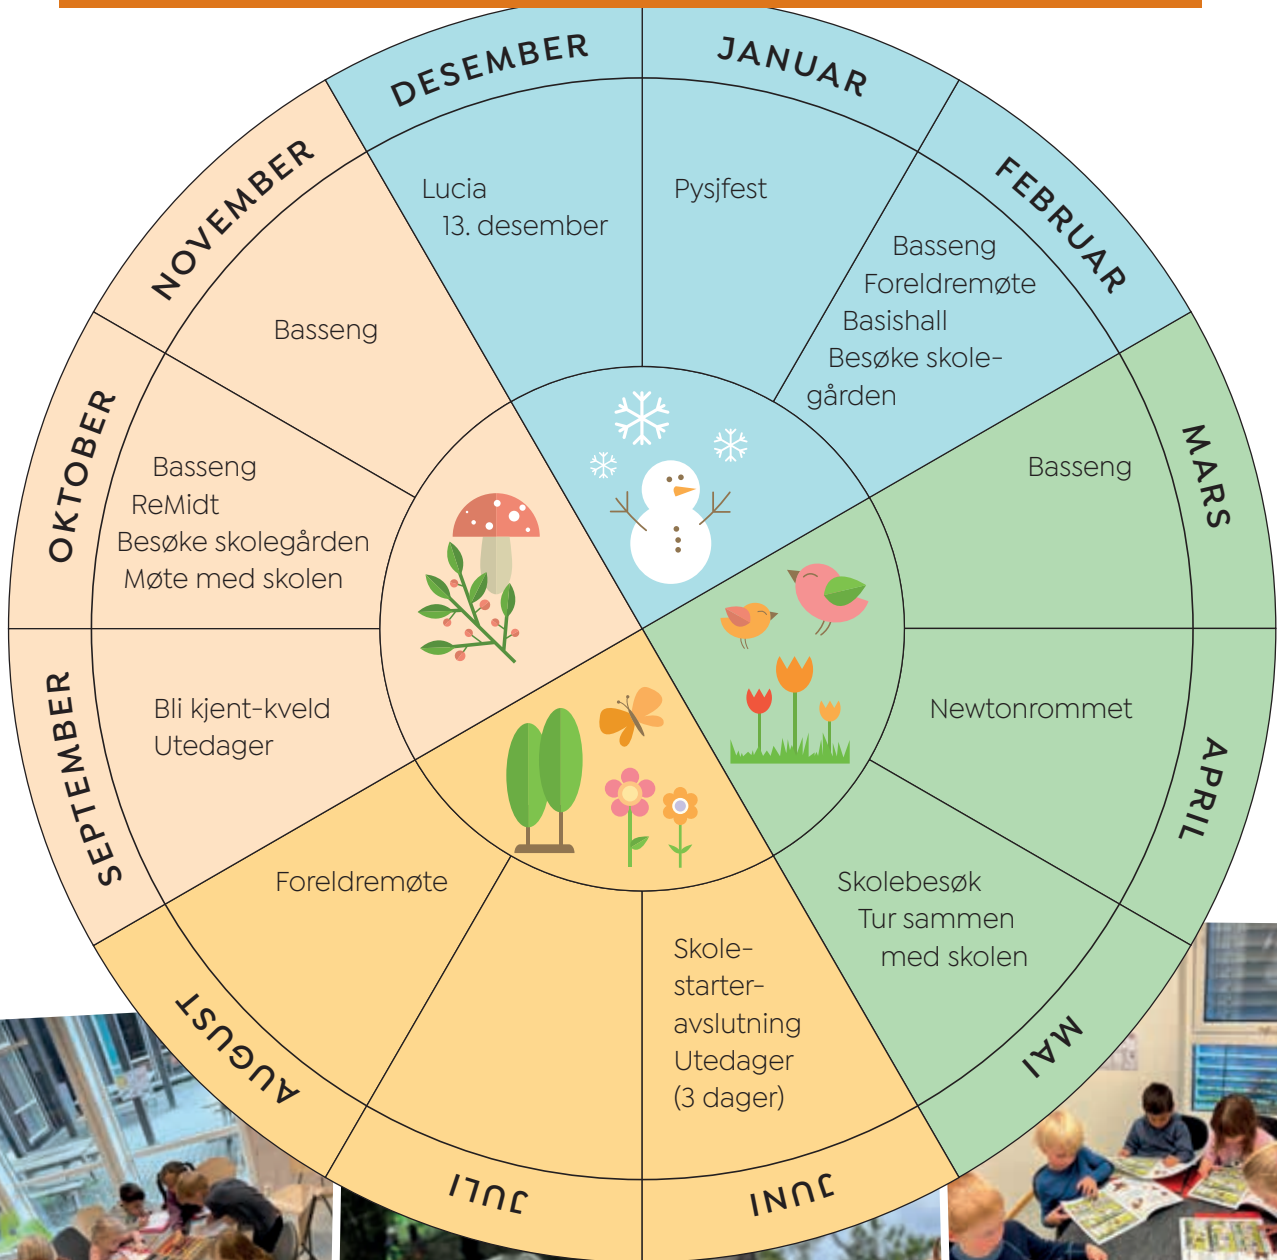 JANUAR
Pysjfest
FEBRUAR
Basseng
Foreldremøte
Basishall
Besøke skole-
gården
MARS
Basseng
APRIL
Newtonrommet
MAI
Skolebesøk
Tur sammen
med skolen
JUNI
Skole-
starter-
avslutning
Utedager
(3 dager)
JULI
AUGUST
Foreldremøte
SEPTEMBER
Bli kjent-kveld
Utedager
OKTOBER
Basseng
ReMidt
Besøke skolegården
Møte med skolen
NOVEMBER
Basseng
DESEMBER
Lucia
13. desember